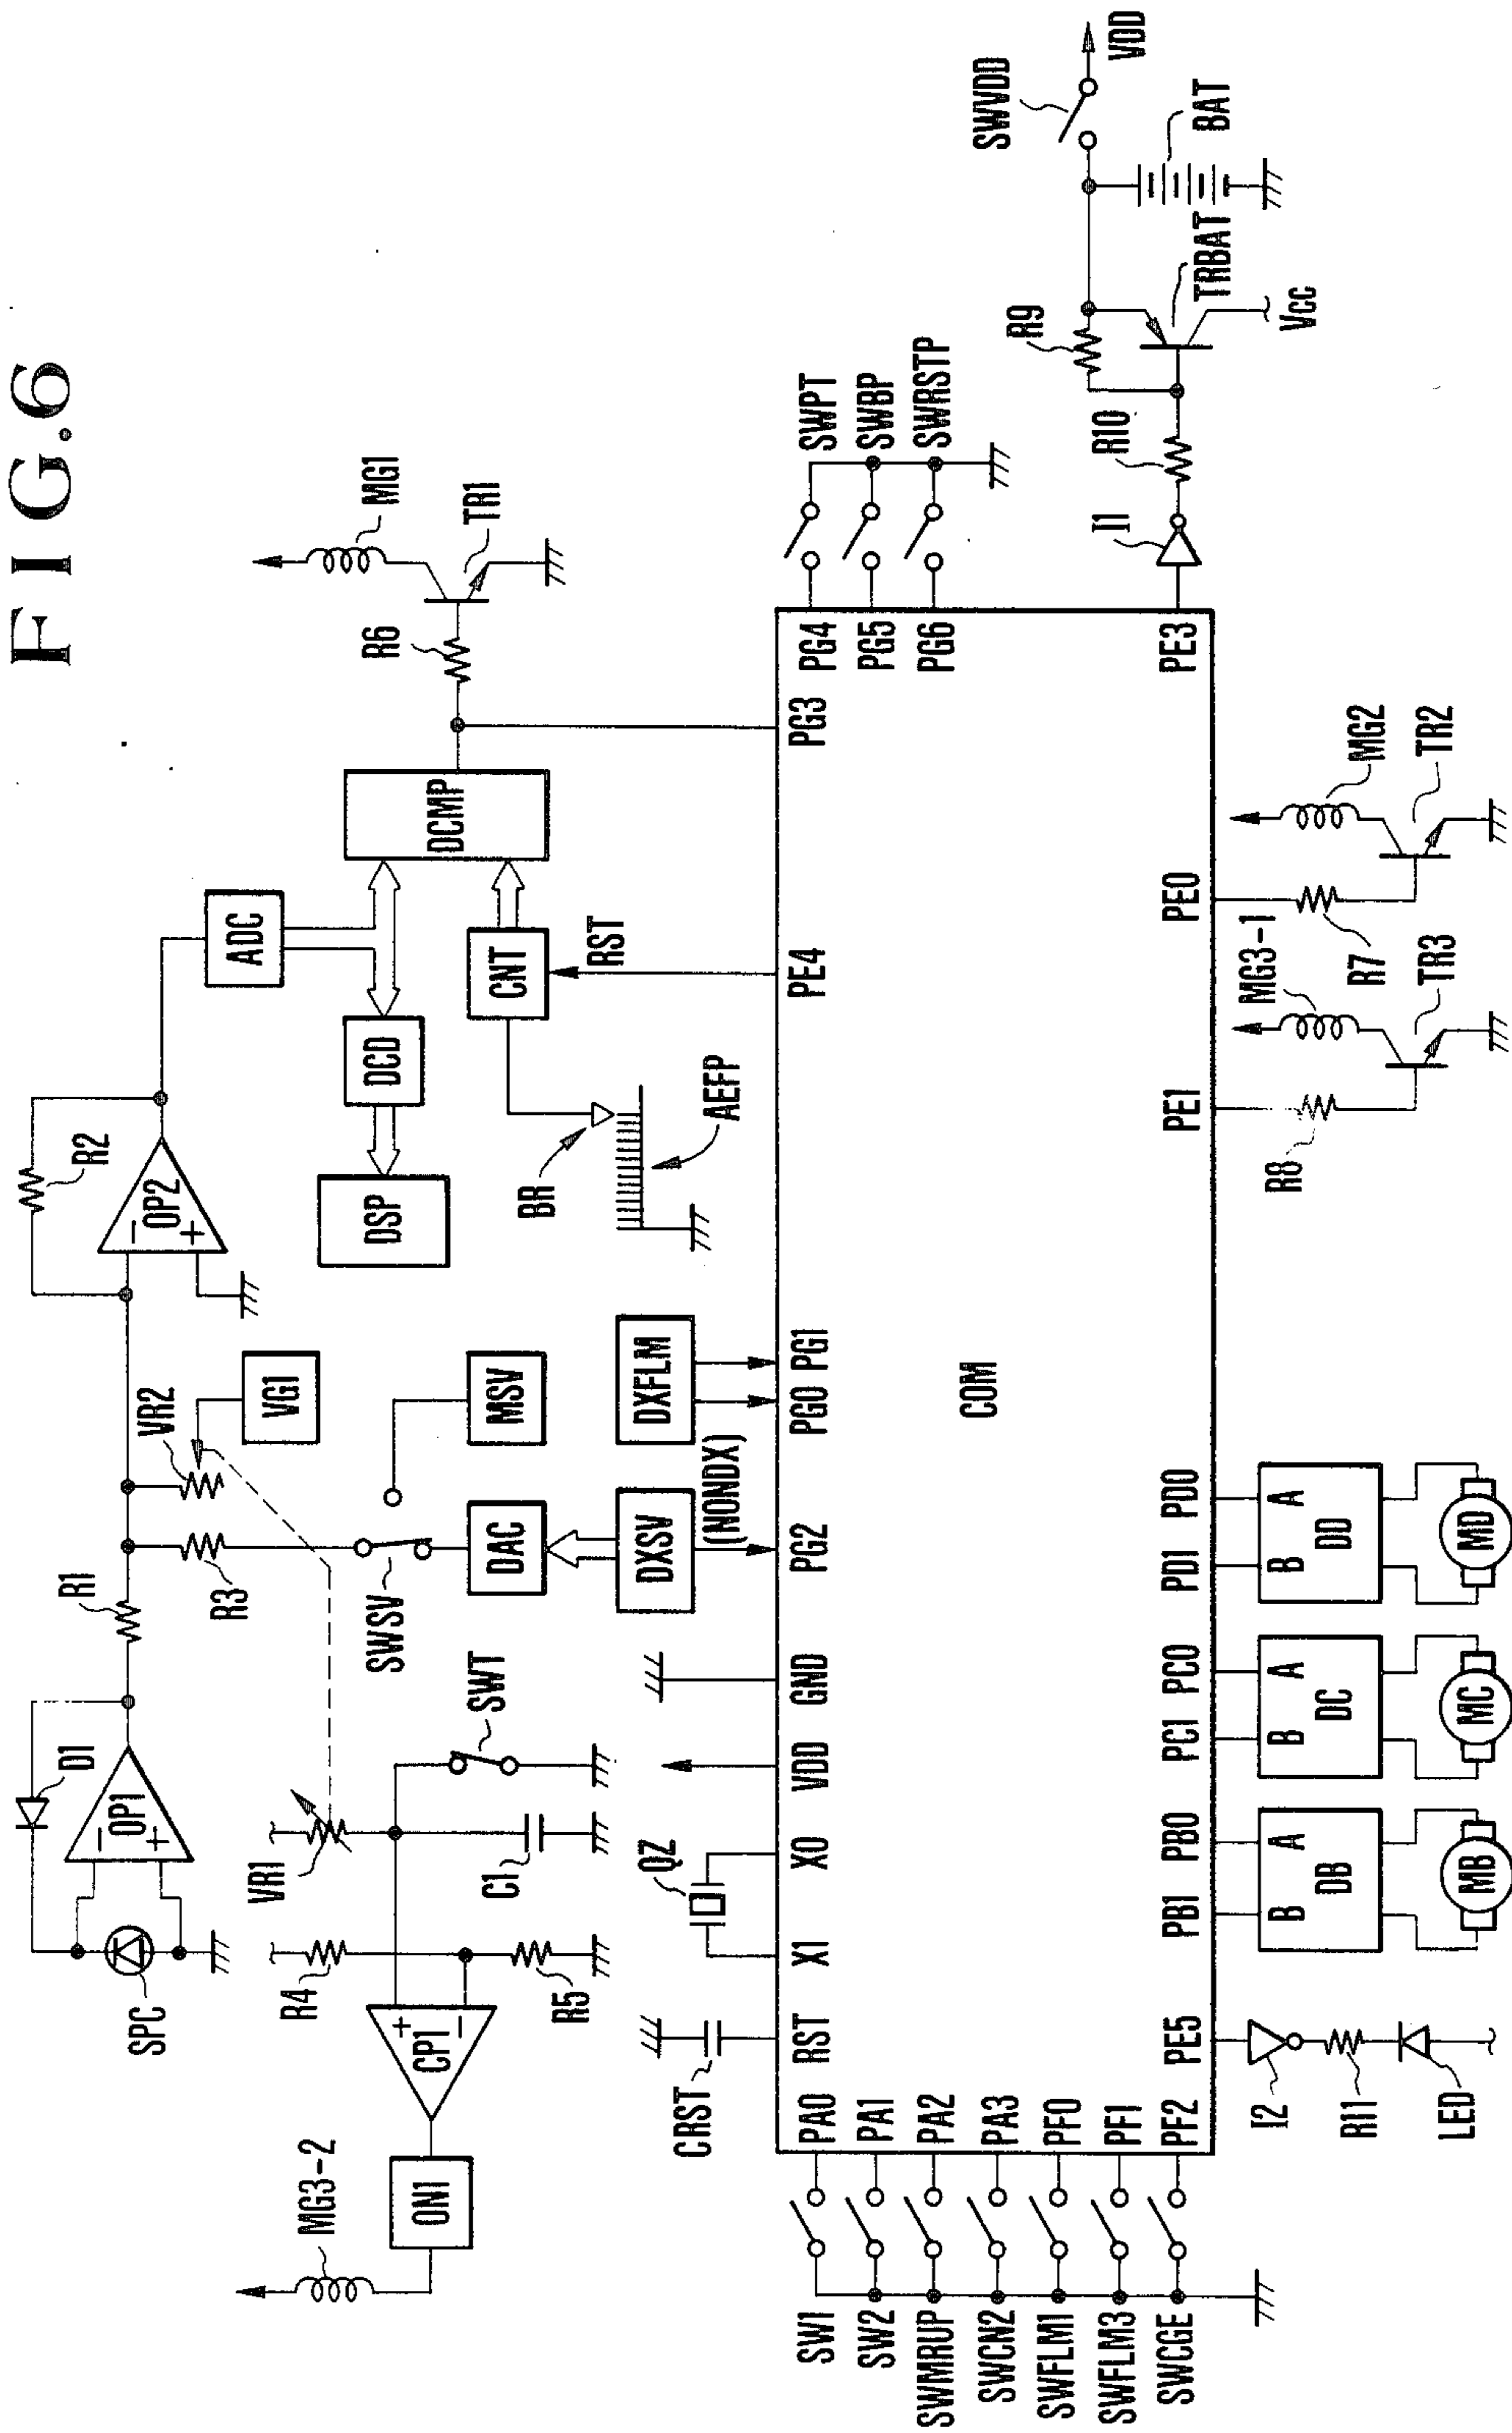 FIG.6
D1
R1
R2
OP1
-
+
SPC
OP2
-
+
VR2
VG1
R3
SWSV
MSV
DAC
DXSV
(NONDX)
DXFLM
ADC
DCD
DSP
DCMP
CNT
RST
BR
AEFP
R6
MG1
TR1
MG3-2
ON1
CP1
+
-
R4
R5
VR1
C1
SWT
QZ
CRST
RST
X1
X0
VDD
GND
PG2
PG0
PG1
PE4
PG3
PG4
PG5
PG6
SWPT
SWBP
SWRSTP
SW1
SW2
SWMRUP
SWCN2
SWFLM1
SWFLM3
SWCGE
PA0
PA1
PA2
PA3
PF0
PF1
PF2
COM
PE5
PB1
PB0
PC1
PC0
PD1
PD0
PE1
PE0
PE3
I2
R11
LED
B
A
DB
MB
B
A
DC
MC
B
A
DD
MD
R8
MG3-1
TR3
R7
MG2
TR2
I1
R10
R9
TRBAT
Vcc
BAT
SWVDD
VDD